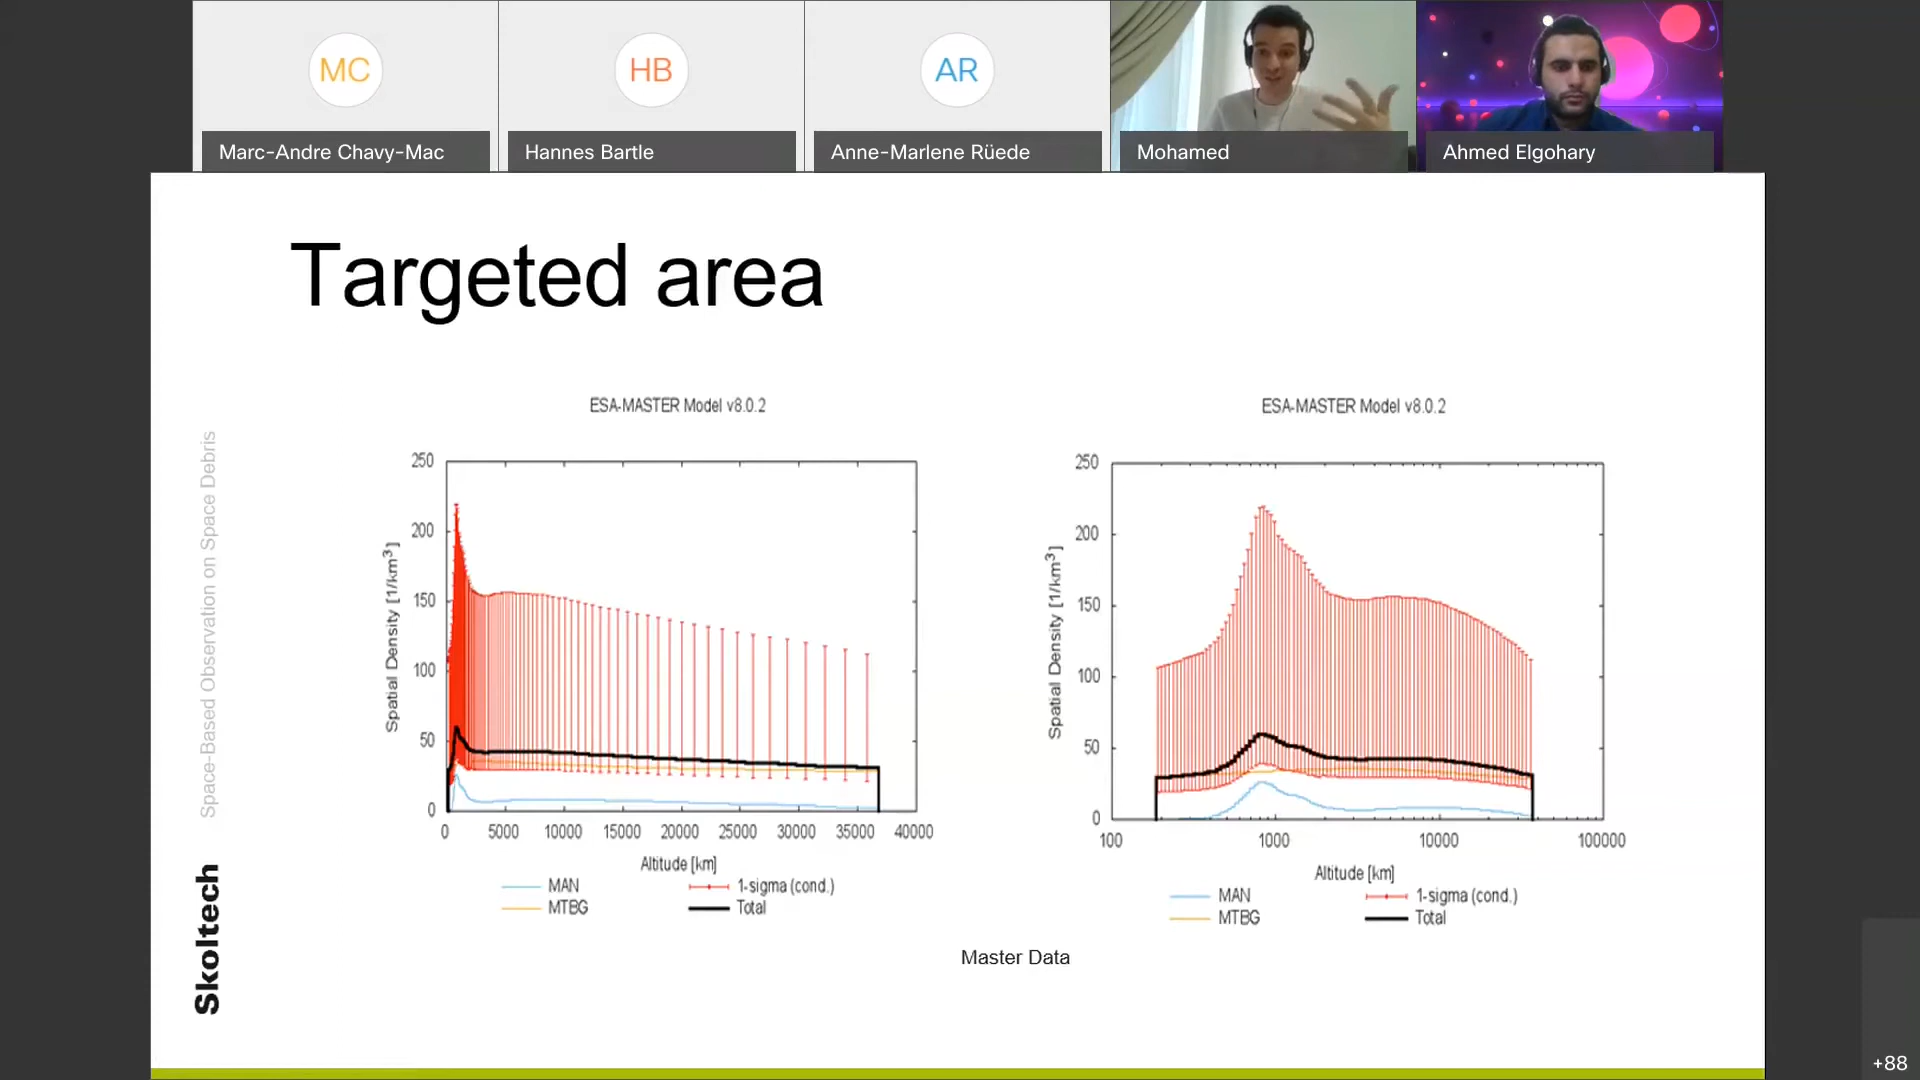 MC
HB
AR
Marc-Andre Chavy-Mac
Hannes Bartle
Anne-Marlene Rüede
Mohamed
Ahmed Elgohary
Targeted area
Space-Based Observation on Space Debris
Skoltech
ESA-MASTER Model v8.0.2
Spatial Density [1/km³]
250
200
150
100
50
0
0 5000 10000 15000 20000 25000 30000 35000 40000
Altitude [km]
MAN
1-sigma (cond.)
MTBG
Total
ESA-MASTER Model v8.0.2
Spatial Density [1/km³]
250
200
150
100
50
0
100 1000 10000 100000
Altitude [km]
MAN
1-sigma (cond.)
MTBG
Total
Master Data
+88